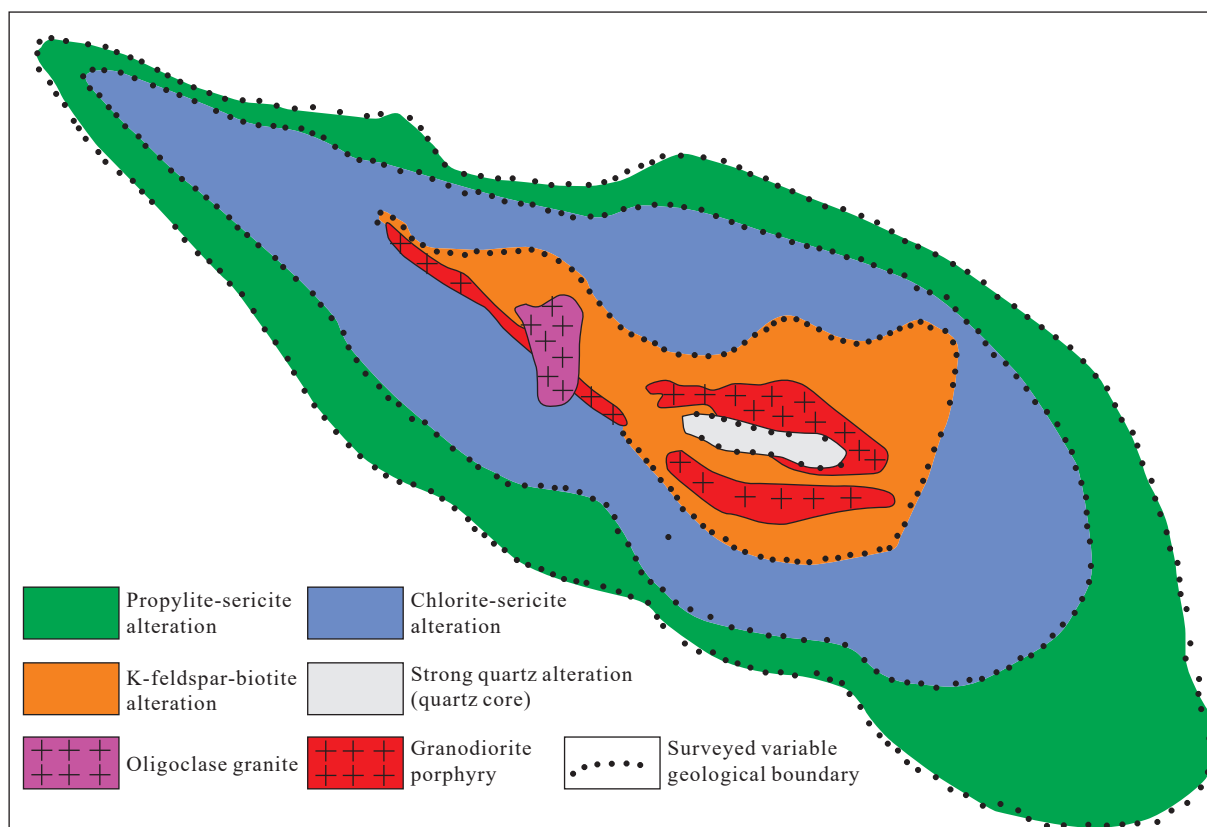 Propylite-sericite
alteration
Chlorite-sericite
alteration
K-feldspar-biotite
alteration
Strong quartz alteration
(quartz core)
Oligoclase granite
Granodiorite
porphyry
Surveyed variable
geological boundary